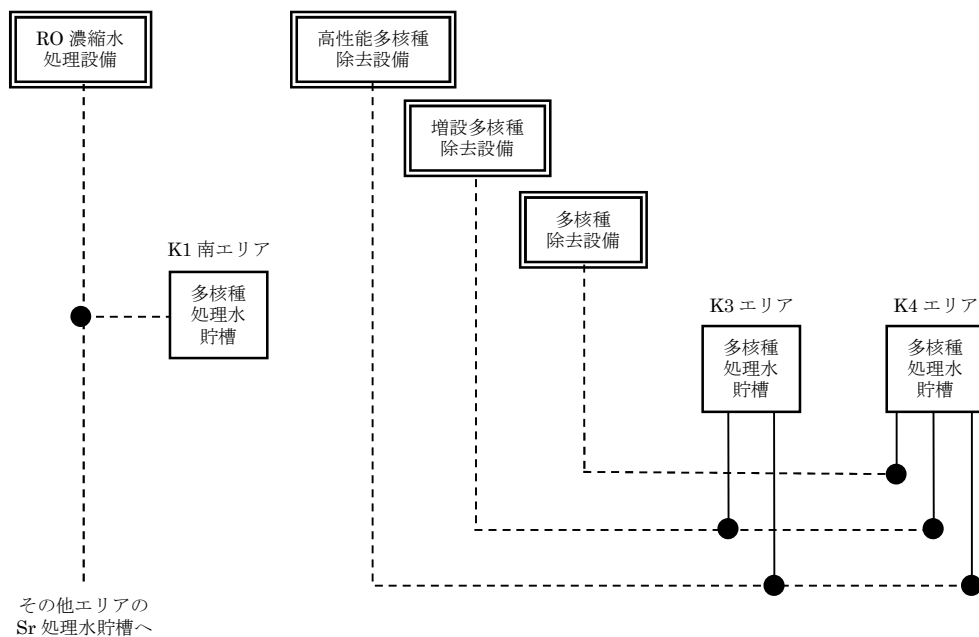 RO 濃縮水
処理設備
高性能多核種
除去設備
増設多核種
除去設備
多核種
除去設備
K1 南エリア
多核種
処理水
貯槽
K3 エリア
多核種
処理水
貯槽
K4 エリア
多核種
処理水
貯槽
その他エリアの
Sr 処理水貯槽へ